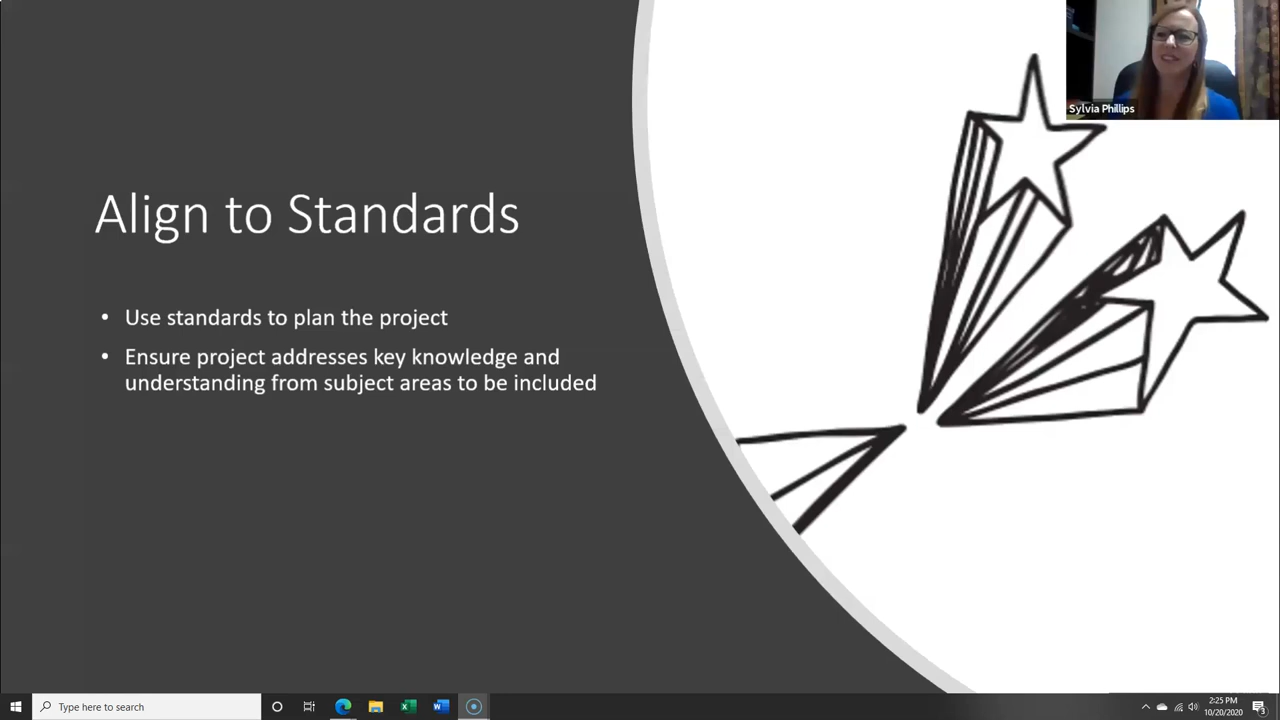 Sylvia Phillips
Align to Standards
• Use standards to plan the project
• Ensure project addresses key knowledge and
understanding from subject areas to be included
Type here to search
2:25 PM
10/20/2020
3